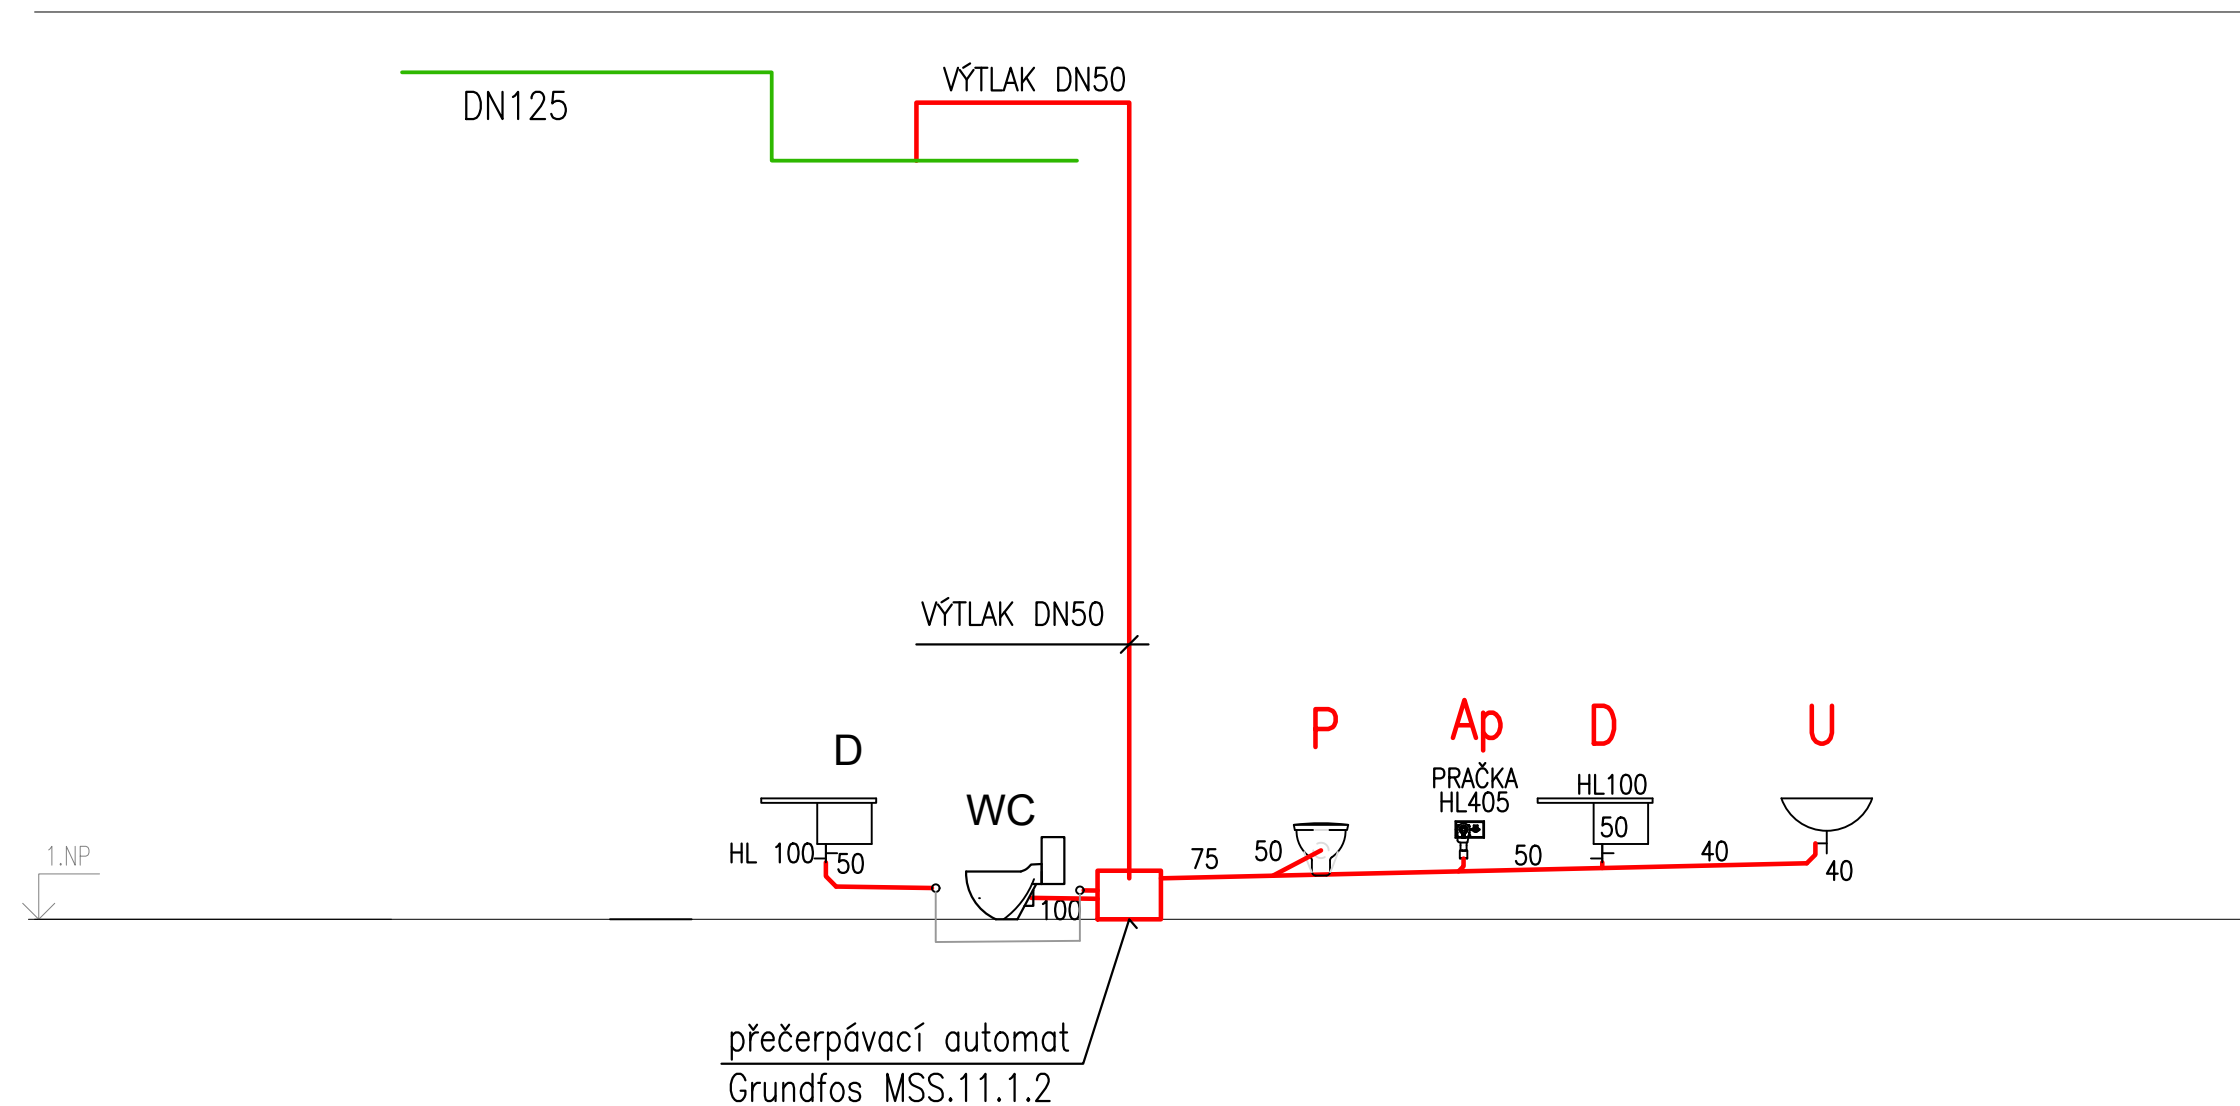 VÝTLAK DN50
DN125
VÝTLAK DN50
P
Ap
D
U
D
PRAČKA
HL405
HL100
WC
50
HL 100
50
75
50
50
40
40
1.NP
100
přečerpávací automat
Grundfos MSS.11.1.2